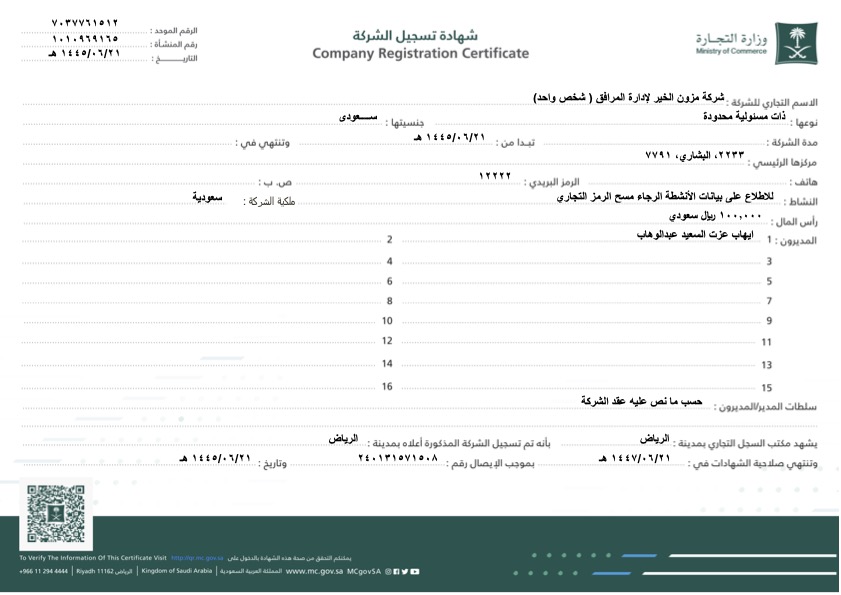 وزارة التجارة
Ministry of Commerce
شهادة تسجيل الشركة
Company Registration Certificate
الرقم الموحد : ٧٠٣٧٧٦١٥١٢
رقم المنشأة : ١٠١٠٩٦٩١٦٥
التاريـــــخ : ١٤٤٥/٠٦/٢١ هـ
الاسم التجاري للشركة : شركة مزون الخير لإدارة المرافق ( شخص واحد)
نوعها : ذات مسئولية محدودة جنسيتها : ســـعودى
مدة الشركة : تبـدا من : ١٤٤٥/٠٦/٢١ هـ وتنتهي في :
مركزها الرئيسي : ٢٢٣٣، البشاري، ٧٧٩١
هاتف : الرمز البريدي : ١٢٢٢٢ ص. ب :
النشاط : للاطلاع على بيانات الأنشطة الرجاء مسح الرمز التجاري ملكية الشركة : سعودية
رأس المال : ١٠٠,٠٠٠ ريال سعودي
المديرون : 1 ايهاب عزت السعيد عبدالوهاب 2
3 4
5 6
7 8
9 10
11 12
13 14
15 16
سلطات المدير/المديرون : حسب ما نص عليه عقد الشركة
يشهد مكتب السجل التجاري بمدينة : الرياض بأنه تم تسجيل الشركة المذكورة أعلاه بمدينة : الرياض
وتنتهي صلاحية الشهادات في : ١٤٤٧/٠٦/٢١ هـ بموجب الإيصال رقم : ٢٤٠١٣١٥٧١٥٠٨ وتاريخ : ١٤٤٥/٠٦/٢١ هـ
To Verify The Information Of This Certificate Visit http://qr.mc.gov.sa يمكنكم التحقق من صحة هذه الشهادة بالدخول على
+966 11 294 4444 | Riyadh 11162 الرياض | Kingdom of Saudi Arabia | المملكة العربية السعودية www.mc.gov.sa MCgovSA